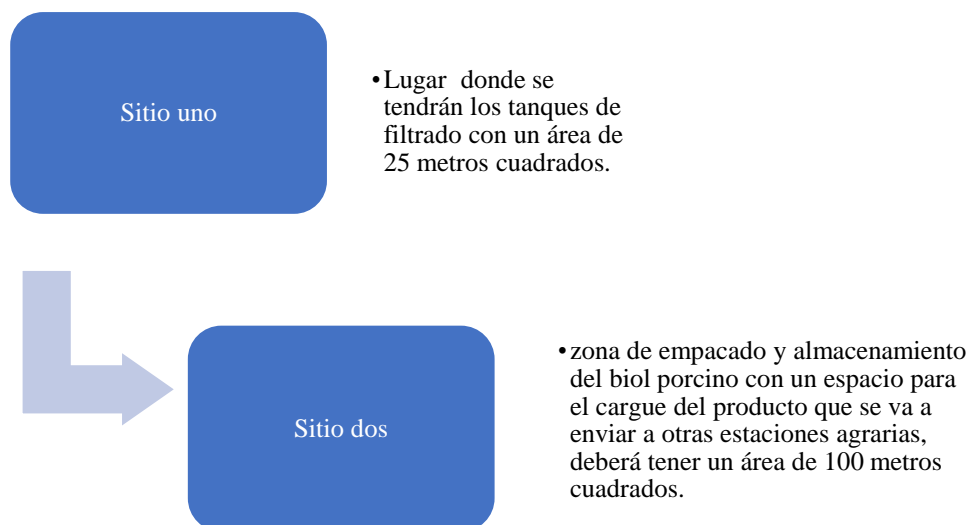 Sitio uno
•Lugar donde se
tendrán los tanques de
filtrado con un área de
25 metros cuadrados.
Sitio dos
•zona de empacado y almacenamiento
del biol porcino con un espacio para
el cargue del producto que se va a
enviar a otras estaciones agrarias,
deberá tener un área de 100 metros
cuadrados.